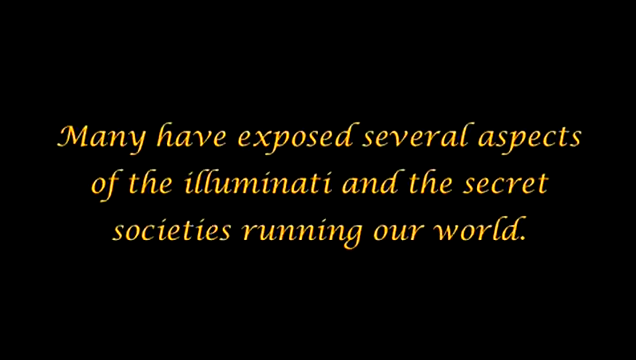 Many have exposed several aspects
of the illuminati and the secret
societies running our world.